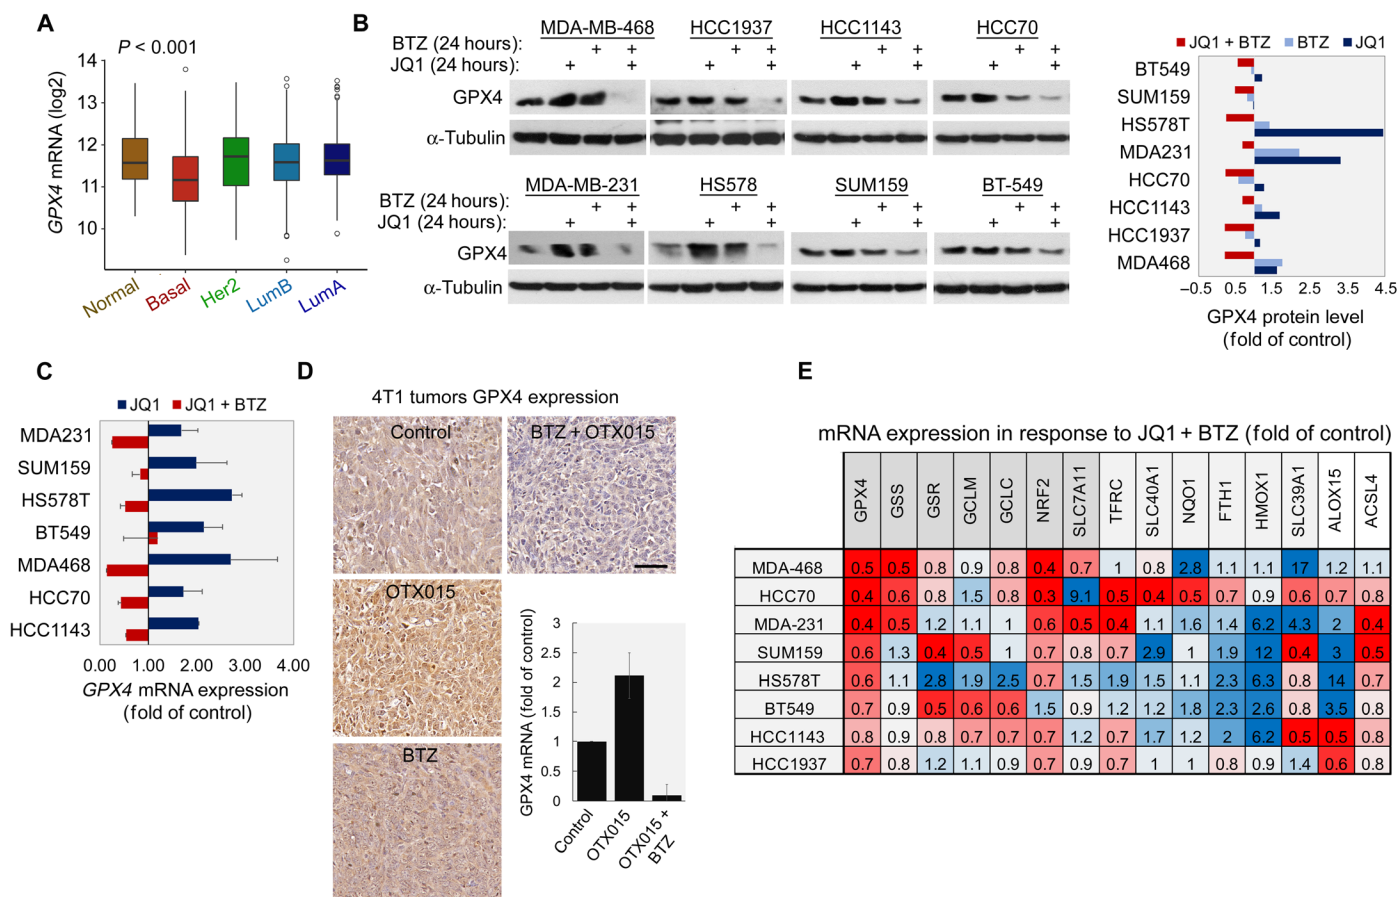 A
P < 0.001
GPX4 mRNA (log2)
14
13
12
11
10
Normal
Basal
Her2
LumB
LumA
B
MDA-MB-468 HCC1937 HCC1143 HCC70
BTZ (24 hours): + + + + + + + +
JQ1 (24 hours): + + + + + + + +
GPX4
α-Tubulin
MDA-MB-231 HS578 SUM159 BT-549
BTZ (24 hours): + + + + + + + +
JQ1 (24 hours): + + + + + + + +
GPX4
α-Tubulin
JQ1 + BTZ BTZ JQ1
BT549
SUM159
HS578T
MDA231
HCC70
HCC1143
HCC1937
MDA468
–0.5 0.5 1.5 2.5 3.5 4.5
GPX4 protein level
(fold of control)
C
JQ1 JQ1 + BTZ
MDA231
SUM159
HS578T
BT549
MDA468
HCC70
HCC1143
0.00 1.00 2.00 3.00 4.00
GPX4 mRNA expression
(fold of control)
D
4T1 tumors GPX4 expression
Control
BTZ + OTX015
OTX015
BTZ
GPX4 mRNA (fold of control)
3
2.5
2
1.5
1
0.5
0
Control
OTX015
OTX015 +
BTZ
E
mRNA expression in response to JQ1 + BTZ (fold of control)
GPX4 GSS GSR GCLM GCLC NRF2 SLC7A11 TFRC SLC40A1 NQO1 FTH1 HMOX1 SLC39A1 ALOX15 ACSL4
MDA-468 0.5 0.5 0.8 0.9 0.8 0.4 0.7 1 0.8 2.8 1.1 1.1 17 1.2 1.1
HCC70 0.4 0.6 0.8 1.5 0.8 0.3 9.1 0.5 0.4 0.5 0.7 0.9 0.6 0.7 0.8
MDA-231 0.4 0.5 1.2 1.1 1 0.6 0.5 0.4 1.1 1.6 1.4 6.2 4.3 2 0.4
SUM159 0.6 1.3 0.4 0.5 1 0.7 0.8 0.7 2.9 1 1.9 12 0.4 3 0.5
HS578T 0.6 1.1 2.8 1.9 2.5 0.7 1.5 1.9 1.5 1.1 2.3 6.3 0.8 14 0.7
BT549 0.7 0.9 0.5 0.6 0.6 1.5 0.9 1.2 1.2 1.8 2.3 2.6 0.8 3.5 0.8
HCC1143 0.8 0.9 0.8 0.7 0.7 0.7 1.2 0.7 1.7 1.2 2 6.2 0.5 0.5 0.8
HCC1937 0.7 0.8 1.2 1.1 0.9 0.7 0.9 0.7 1 1 0.8 0.9 1.4 0.6 0.8